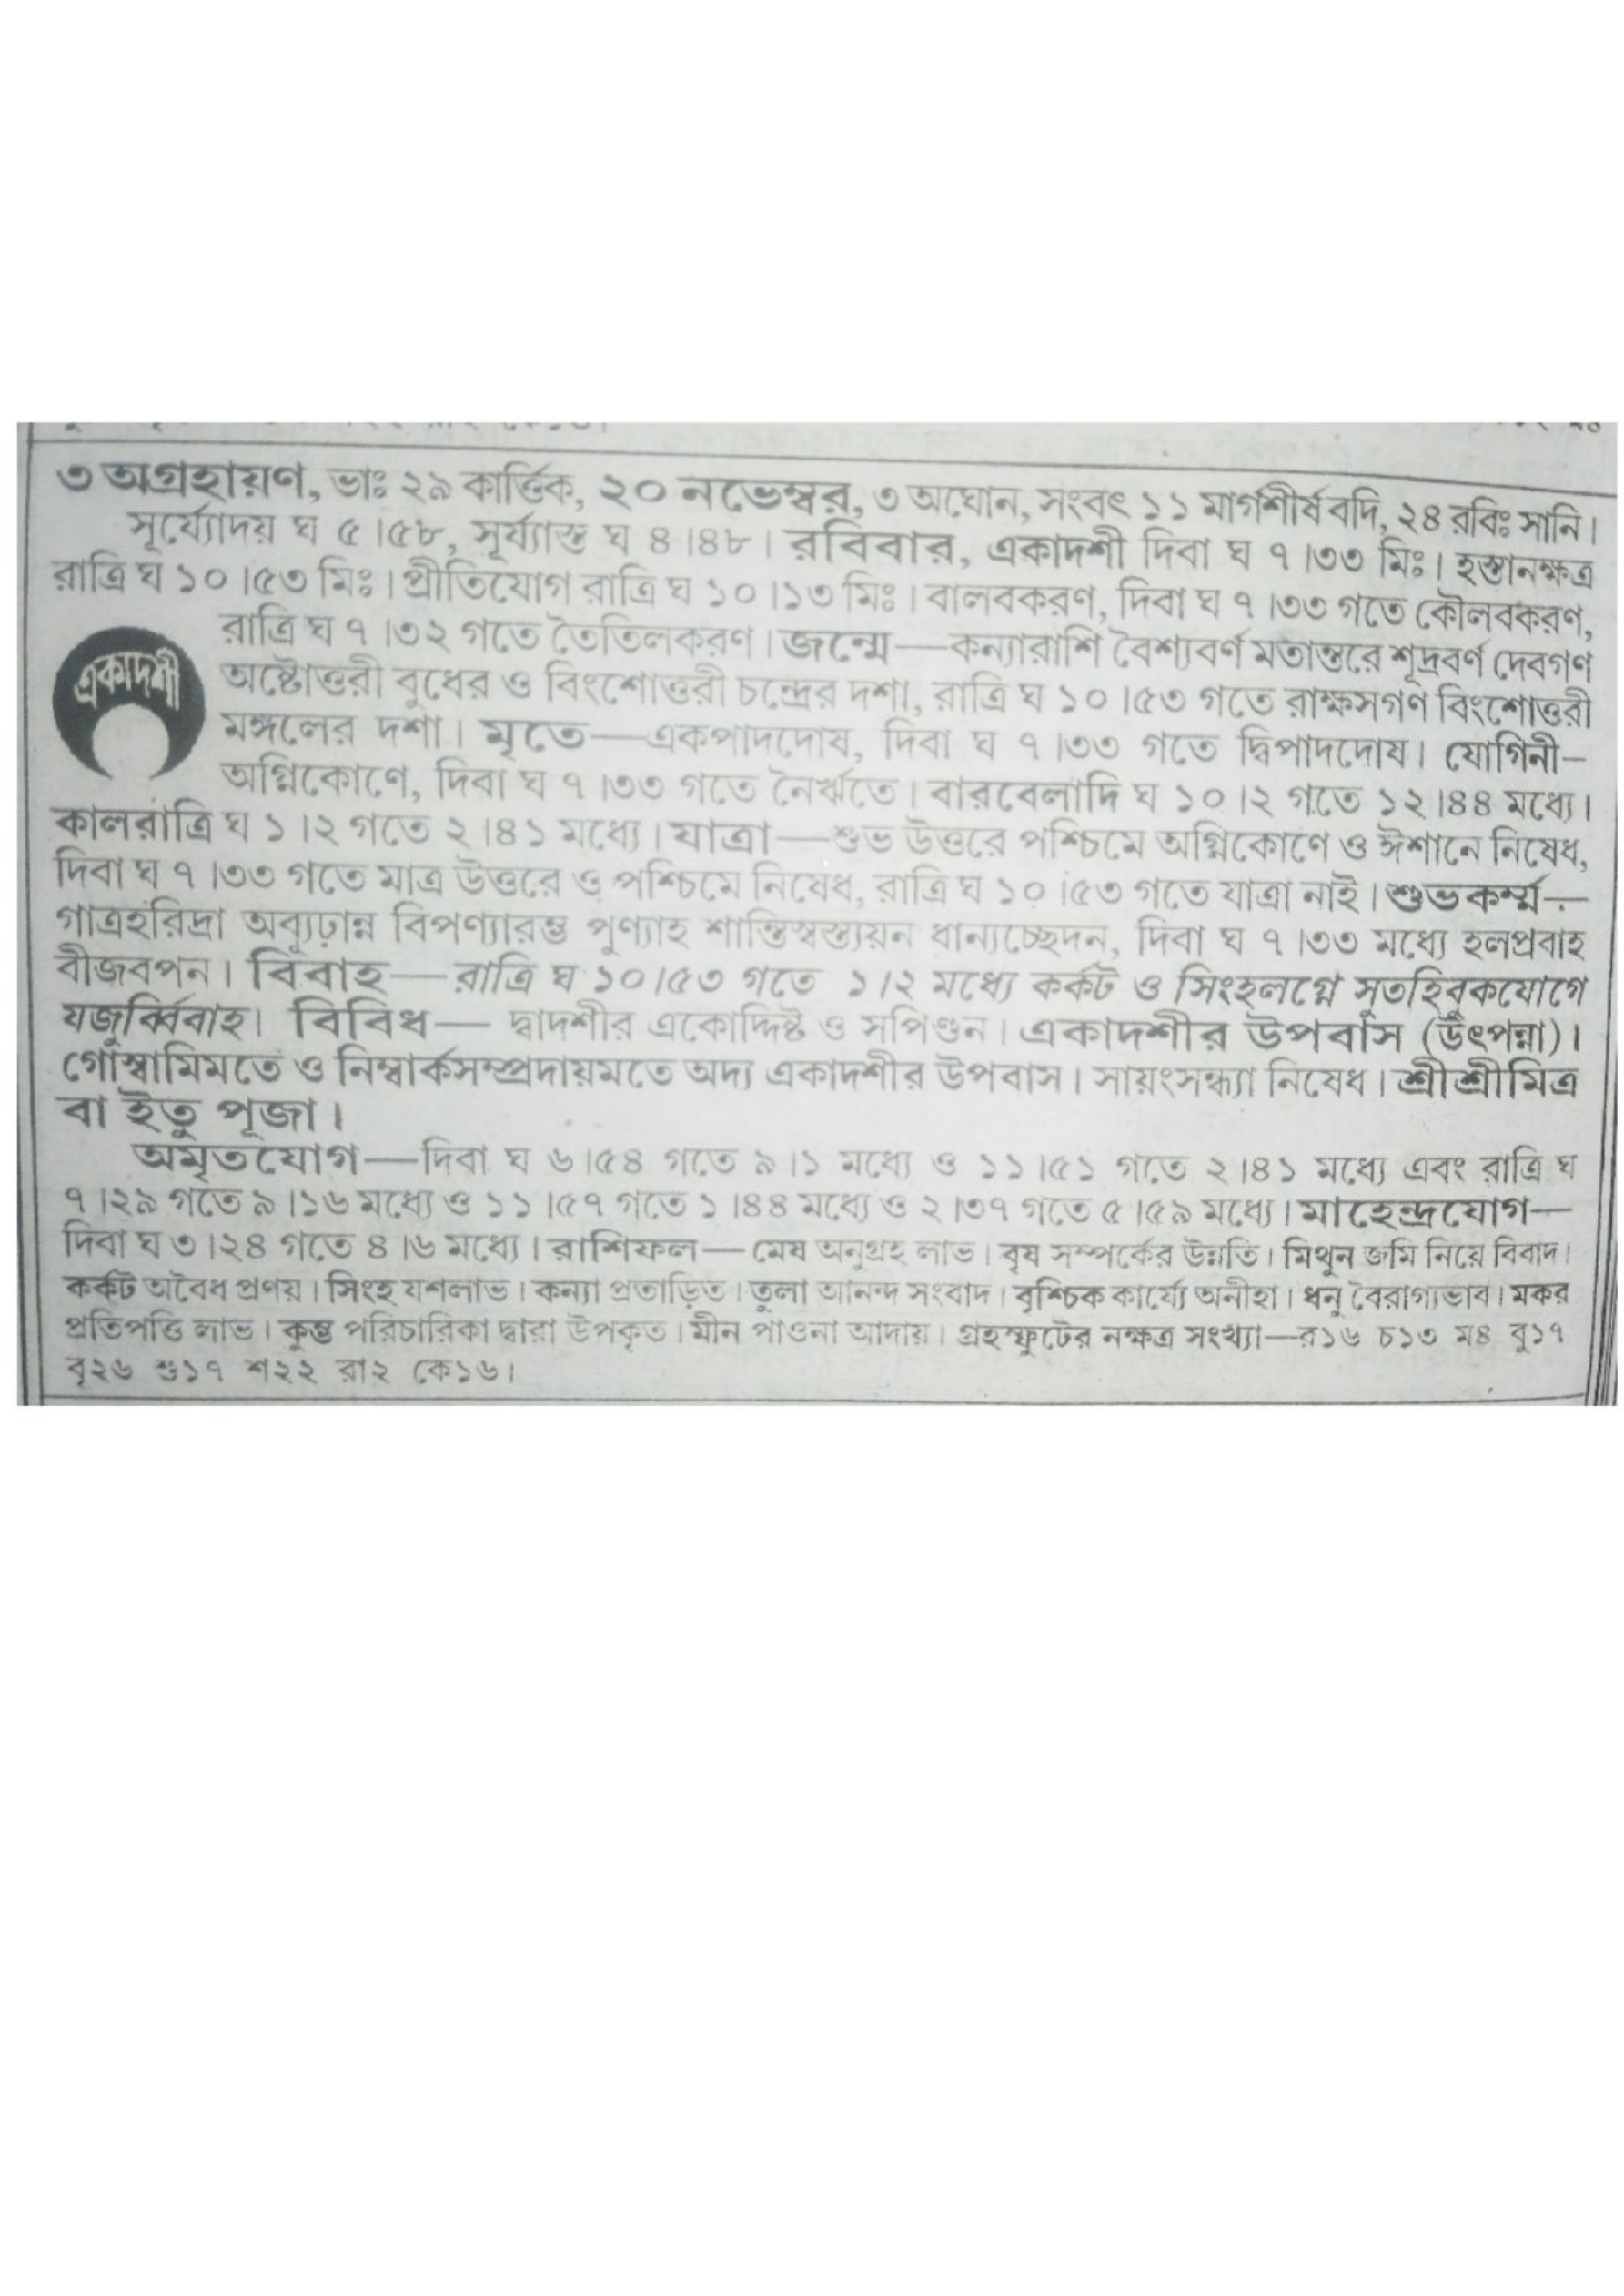 ৩ অগ্রহায়ণ, ভাঃ ২৯ কার্ত্তিক, ২০ নভেম্বর, ৩ অঘোন, সংবৎ ১১ মার্গশীর্ষ বদি, ২৪ রবিঃ সানি।
সূর্য্যোদয় ঘ ৫।৫৮, সূর্য্যাস্ত ঘ ৪।৪৮। রবিবার, একাদশী দিবা ঘ ৭।৩৩ মিঃ। হস্তানক্ষত্র
রাত্রি ঘ ১০।৫৩ মিঃ। প্রীতিযোগ রাত্রি ঘ ১০।১৩ মিঃ। বালবকরণ, দিবা ঘ ৭।৩৩ গতে কৌলবকরণ,
রাত্রি ঘ ৭।৩২ গতে তৈতিলকরণ। জন্মে—কন্যারাশি বৈশ্যবর্ণ মতান্তরে শূদ্রবর্ণ দেবগণ
একাদশী
অষ্টোত্তরী বুধের ও বিংশোত্তরী চন্দ্রের দশা, রাত্রি ঘ ১০।৫৩ গতে রাক্ষসগণ বিংশোত্তরী
মঙ্গলের দশা। মৃতে—একপাদদোষ, দিবা ঘ ৭।৩৩ গতে দ্বিপাদদোষ। যোগিনী–
অগ্নিকোণে, দিবা ঘ ৭।৩৩ গতে নৈর্ঋতে। বারবেলাদি ঘ ১০।২ গতে ১২।৪৪ মধ্যে।
কালরাত্রি ঘ ১।২ গতে ২।৪১ মধ্যে। যাত্রা—শুভ উত্তরে পশ্চিমে অগ্নিকোণে ও ঈশানে নিষেধ,
দিবা ঘ ৭।৩৩ গতে মাত্র উত্তরে ও পশ্চিমে নিষেধ, রাত্রি ঘ ১০।৫৩ গতে যাত্রা নাই। শুভকর্ম্ম—
গাত্রহরিদ্রা অব্যূঢ়ান্ন বিপণ্যারম্ভ পুণ্যাহ শান্তিস্বস্ত্যয়ন ধান্যচ্ছেদন, দিবা ঘ ৭।৩৩ মধ্যে হলপ্রবাহ
বীজবপন। বিবাহ—রাত্রি ঘ ১০।৫৩ গতে ১।২ মধ্যে কর্কট ও সিংহলগ্নে সুতহিবুকযোগে
যজুর্ব্বিবাহ। বিবিধ— দ্বাদশীর একোদ্দিষ্ট ও সপিণ্ডন। একাদশীর উপবাস (উৎপন্না)।
গোস্বামিমতে ও নিম্বার্কসম্প্রদায়মতে অদ্য একাদশীর উপবাস। সায়ংসন্ধ্যা নিষেধ। শ্রীশ্রীমিত্র
বা ইতু পূজা।
অমৃতযোগ—দিবা ঘ ৬।৫৪ গতে ৯।১ মধ্যে ও ১১।৫১ গতে ২।৪১ মধ্যে এবং রাত্রি ঘ
৭।২৯ গতে ৯।১৬ মধ্যে ও ১১।৫৭ গতে ১।৪৪ মধ্যে ও ২।৩৭ গতে ৫।৫৯ মধ্যে। মাহেন্দ্রযোগ—
দিবা ঘ ৩।২৪ গতে ৪।৬ মধ্যে। রাশিফল— মেষ অনুগ্রহ লাভ। বৃষ সম্পর্কের উন্নতি। মিথুন জমি নিয়ে বিবাদ।
কর্কট অবৈধ প্রণয়। সিংহ যশলাভ। কন্যা প্রতাড়িত। তুলা আনন্দ সংবাদ। বৃশ্চিক কার্য্যে অনীহা। ধনু বৈরাগ্যভাব। মকর
প্রতিপত্তি লাভ। কুম্ভ পরিচারিকা দ্বারা উপকৃত। মীন পাওনা আদায়। গ্রহস্ফুটের নক্ষত্র সংখ্যা—র১৬ চ১৩ ম৪ বু১৭
বৃ২৬ শু১৭ শ২২ রা২ কে১৬।